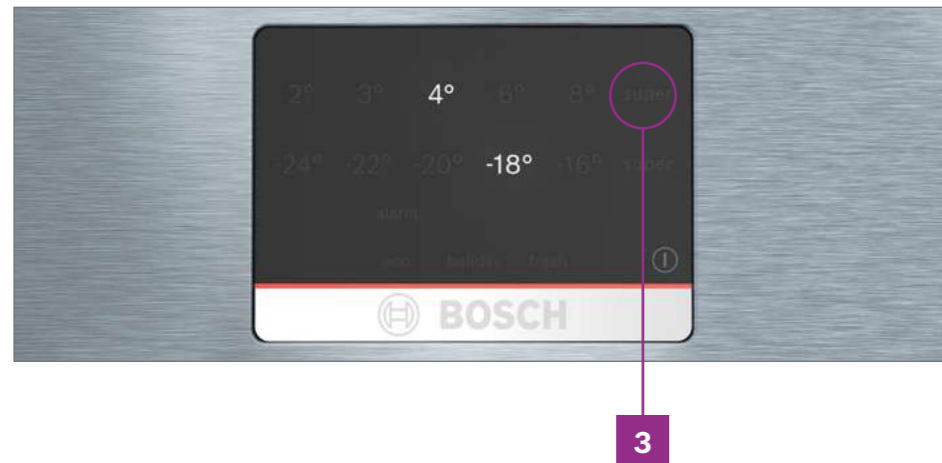 2° 3° 4° 6° 8° super
-24° -22° -20° -18° -16° super
alarm
eco holiday fresh
BOSCH
3